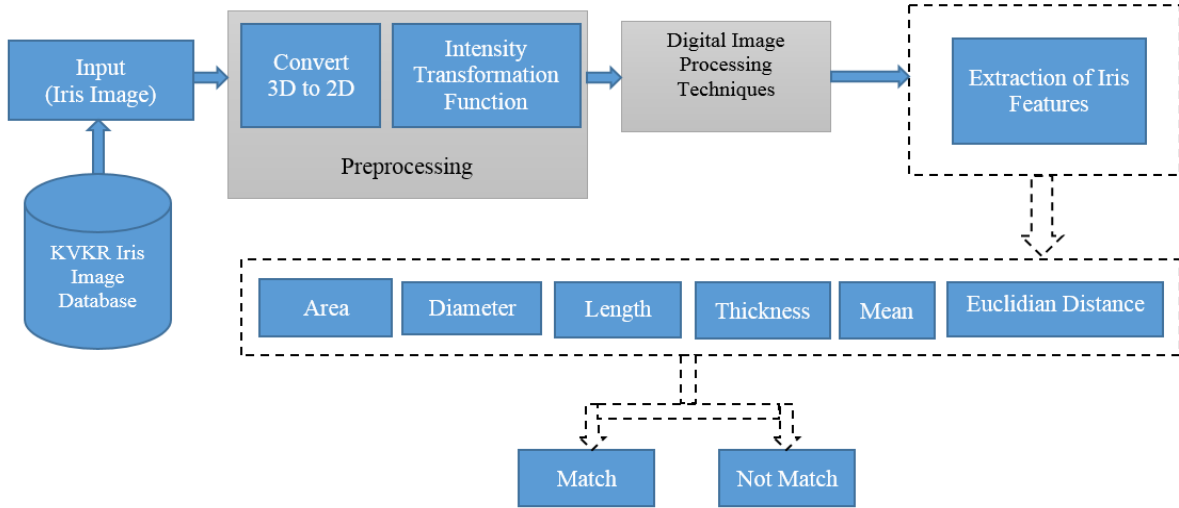 Input
(Iris Image)
Convert
3D to 2D
Intensity
Transformation
Function
Preprocessing
Digital Image
Processing
Techniques
Extraction of Iris
Features
KVKR Iris
Image
Database
Area
Diameter
Length
Thickness
Mean
Euclidian Distance
Match
Not Match